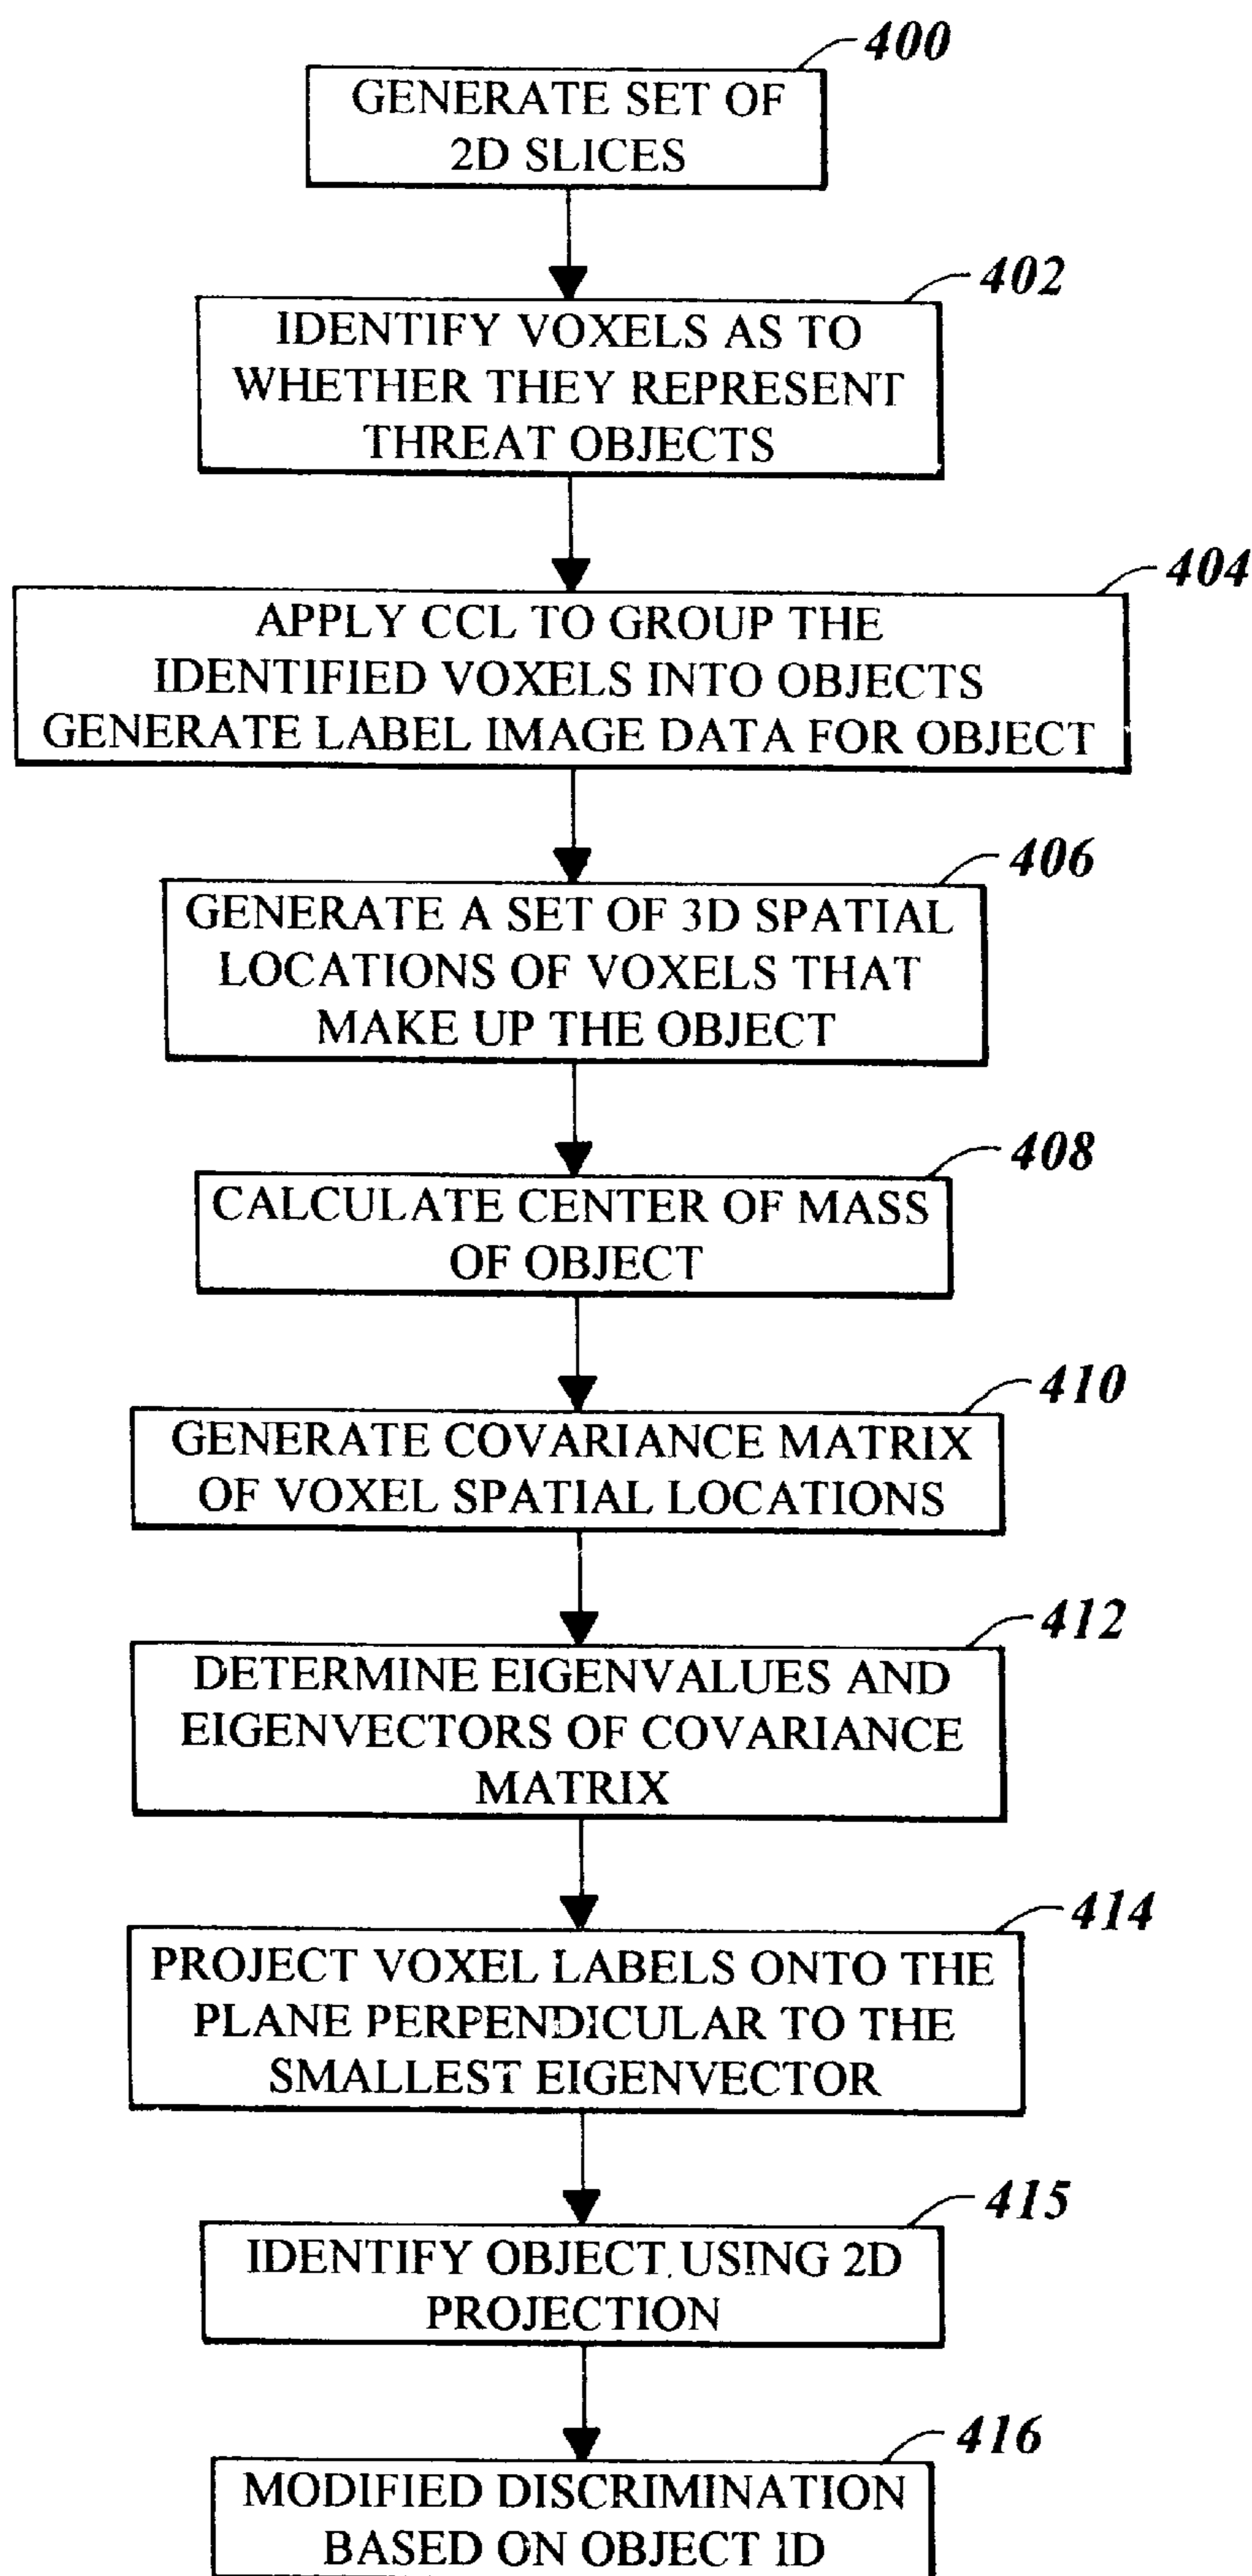 400
GENERATE SET OF
2D SLICES
402
IDENTIFY VOXELS AS TO
WHETHER THEY REPRESENT
THREAT OBJECTS
404
APPLY CCL TO GROUP THE
IDENTIFIED VOXELS INTO OBJECTS
GENERATE LABEL IMAGE DATA FOR OBJECT
406
GENERATE A SET OF 3D SPATIAL
LOCATIONS OF VOXELS THAT
MAKE UP THE OBJECT
408
CALCULATE CENTER OF MASS
OF OBJECT
410
GENERATE COVARIANCE MATRIX
OF VOXEL SPATIAL LOCATIONS
412
DETERMINE EIGENVALUES AND
EIGENVECTORS OF COVARIANCE
MATRIX
414
PROJECT VOXEL LABELS ONTO THE
PLANE PERPENDICULAR TO THE
SMALLEST EIGENVECTOR
415
IDENTIFY OBJECT USING 2D
PROJECTION
416
MODIFIED DISCRIMINATION
BASED ON OBJECT ID